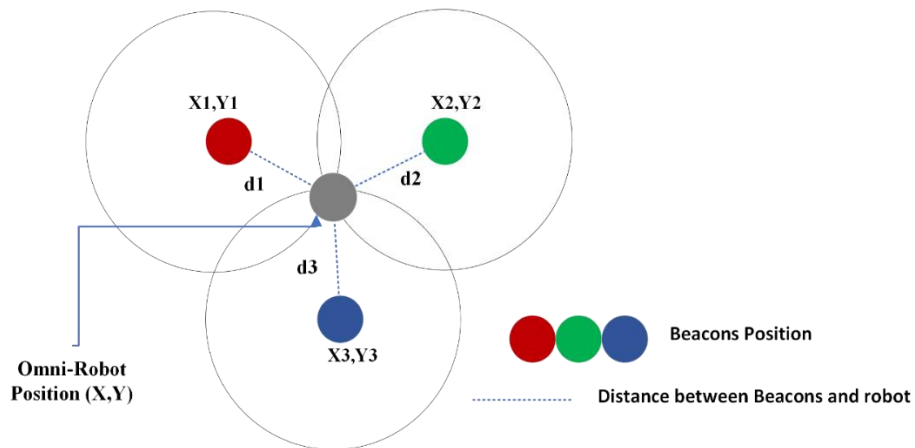 X1,Y1
X2,Y2
d1
d2
d3
X3,Y3
Omni-Robot
Position (X,Y)
Beacons Position
Distance between Beacons and robot